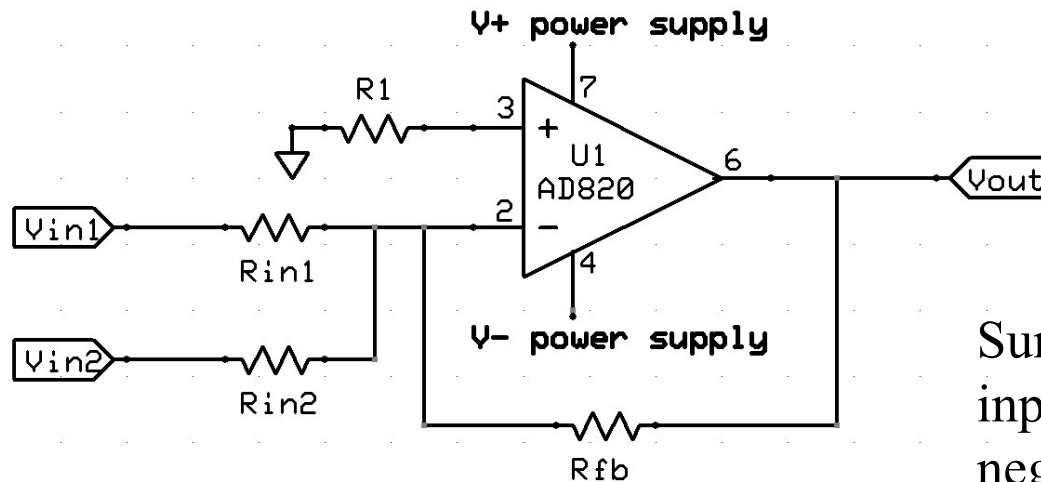 V+ power supply
R1
3
7
+
U1
AD820
6
Vout
Vin1
Rin1
2
-
4
V- power supply
Vin2
Rin2
Rfb